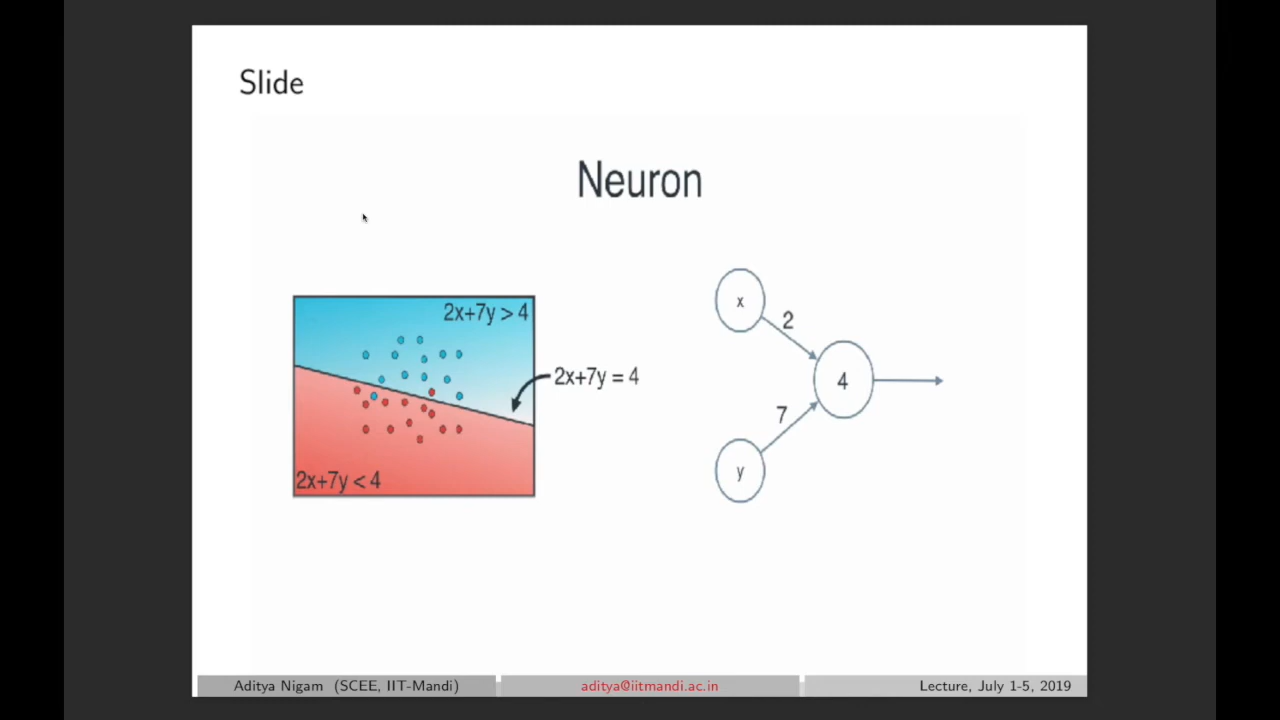 Slide
Neuron
2x+7y > 4
2x+7y = 4
2x+7y < 4
x
2
4
7
y
Aditya Nigam (SCEE, IIT-Mandi)
aditya@iitmandi.ac.in
Lecture, July 1-5, 2019